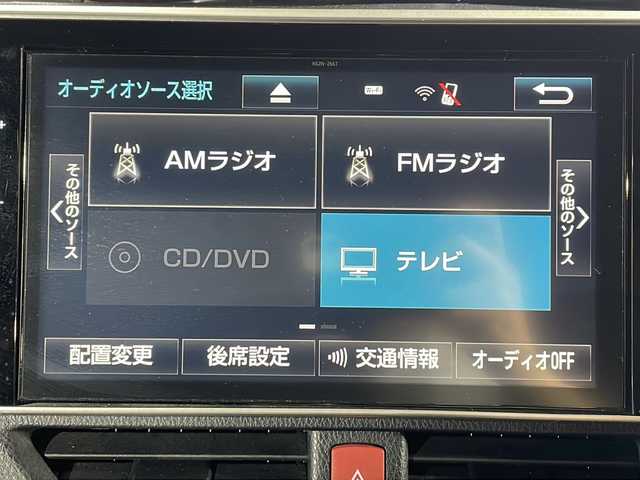 オーディオソース選択
Wi-Fi
AMラジオ
FMラジオ
その他のソース
その他のソース
CD/DVD
テレビ
配置変更
後席設定
交通情報
オーディオOFF